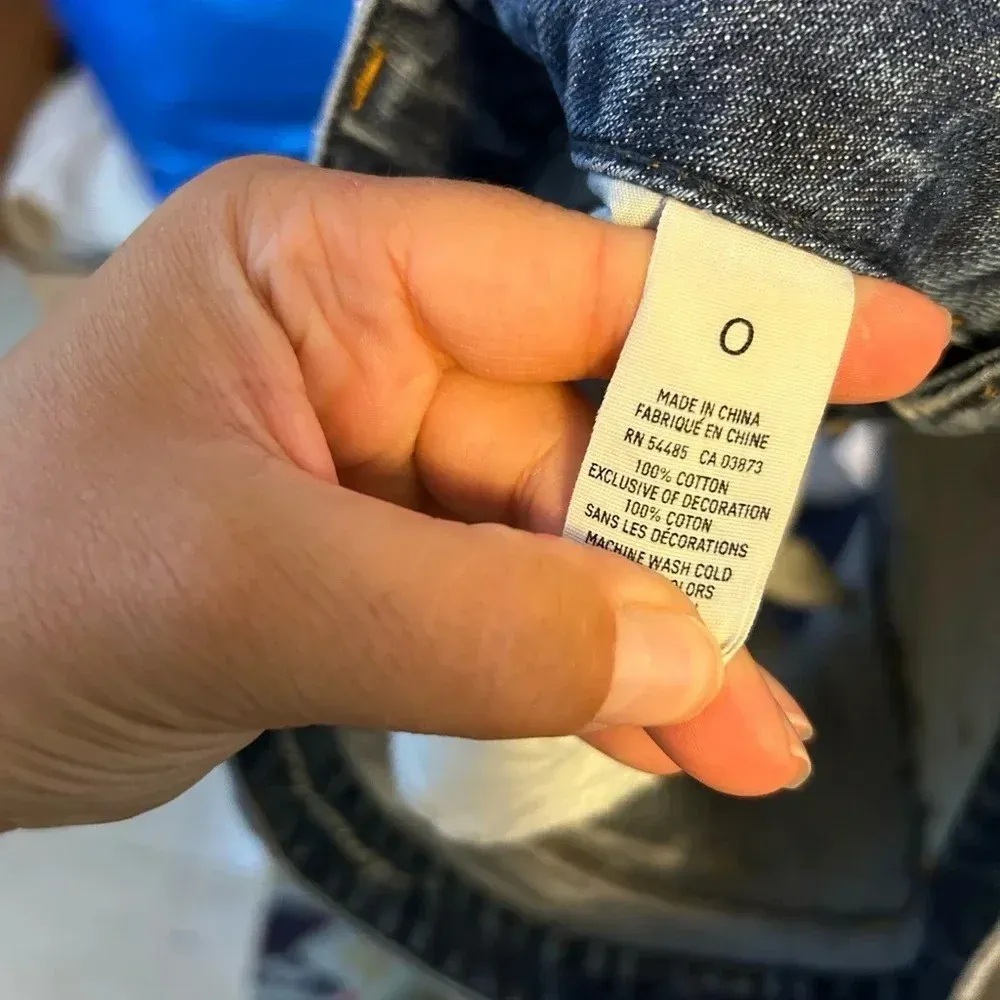 0
MADE IN CHINA
FABRIQUÉ EN CHINE
RN 54485 CA 03873
100% COTTON
EXCLUSIVE OF DECORATION
100% COTON
SANS LES DÉCORATIONS
MACHINE WASH COLD